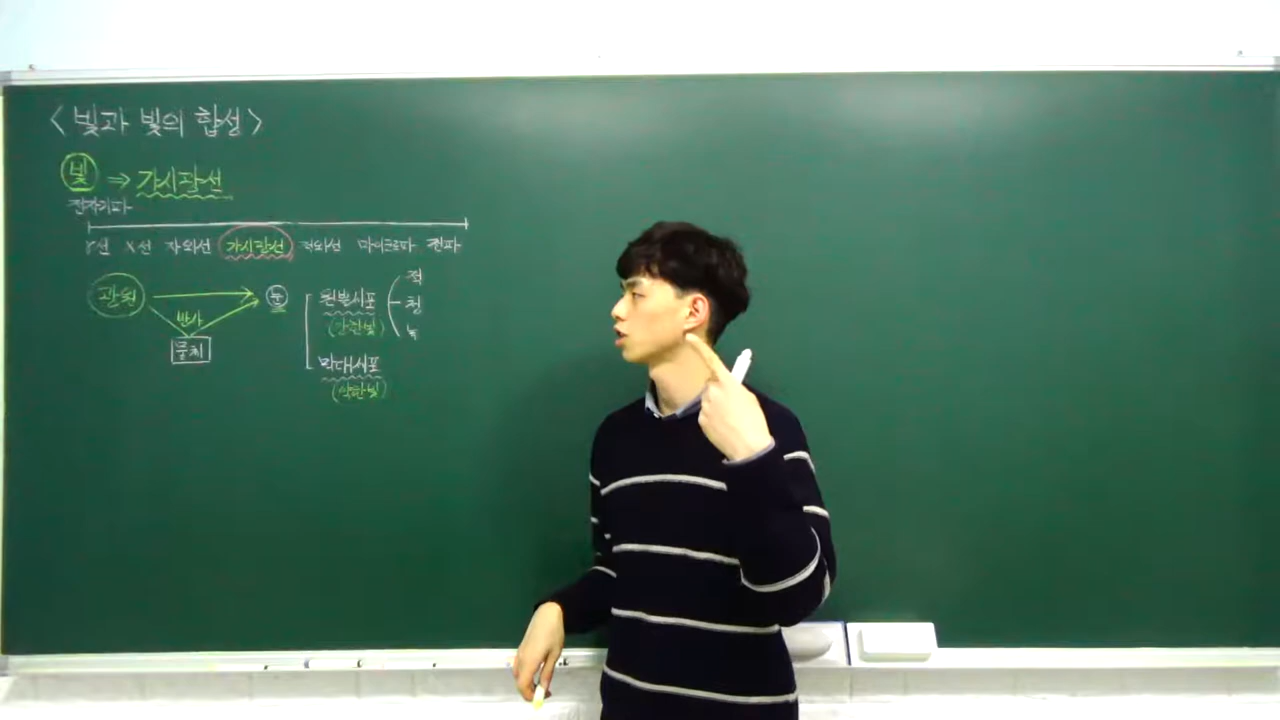 <빛과 빛의 합성>
빛 ⇒ 가시광선
전자기파
γ선 X선 자외선 가시광선 적외선 마이크로파 전파
광원 눈 원뿔세포 적
반사 (강한빛) 청
물체 녹
막대세포
(약한빛)